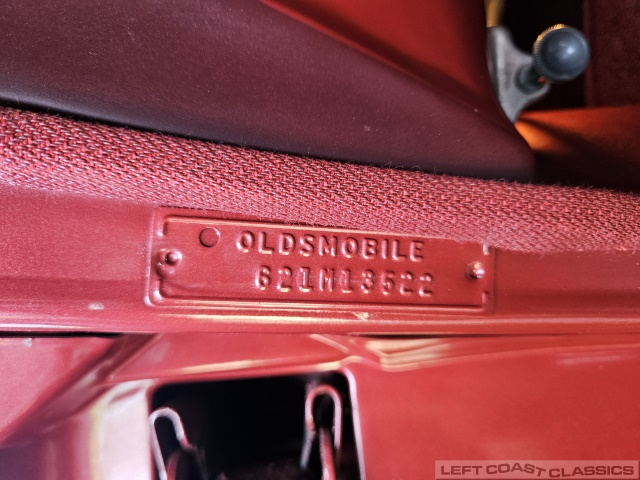 OLDSMOBILE
621M13522
LEFT COAST CLASSICS